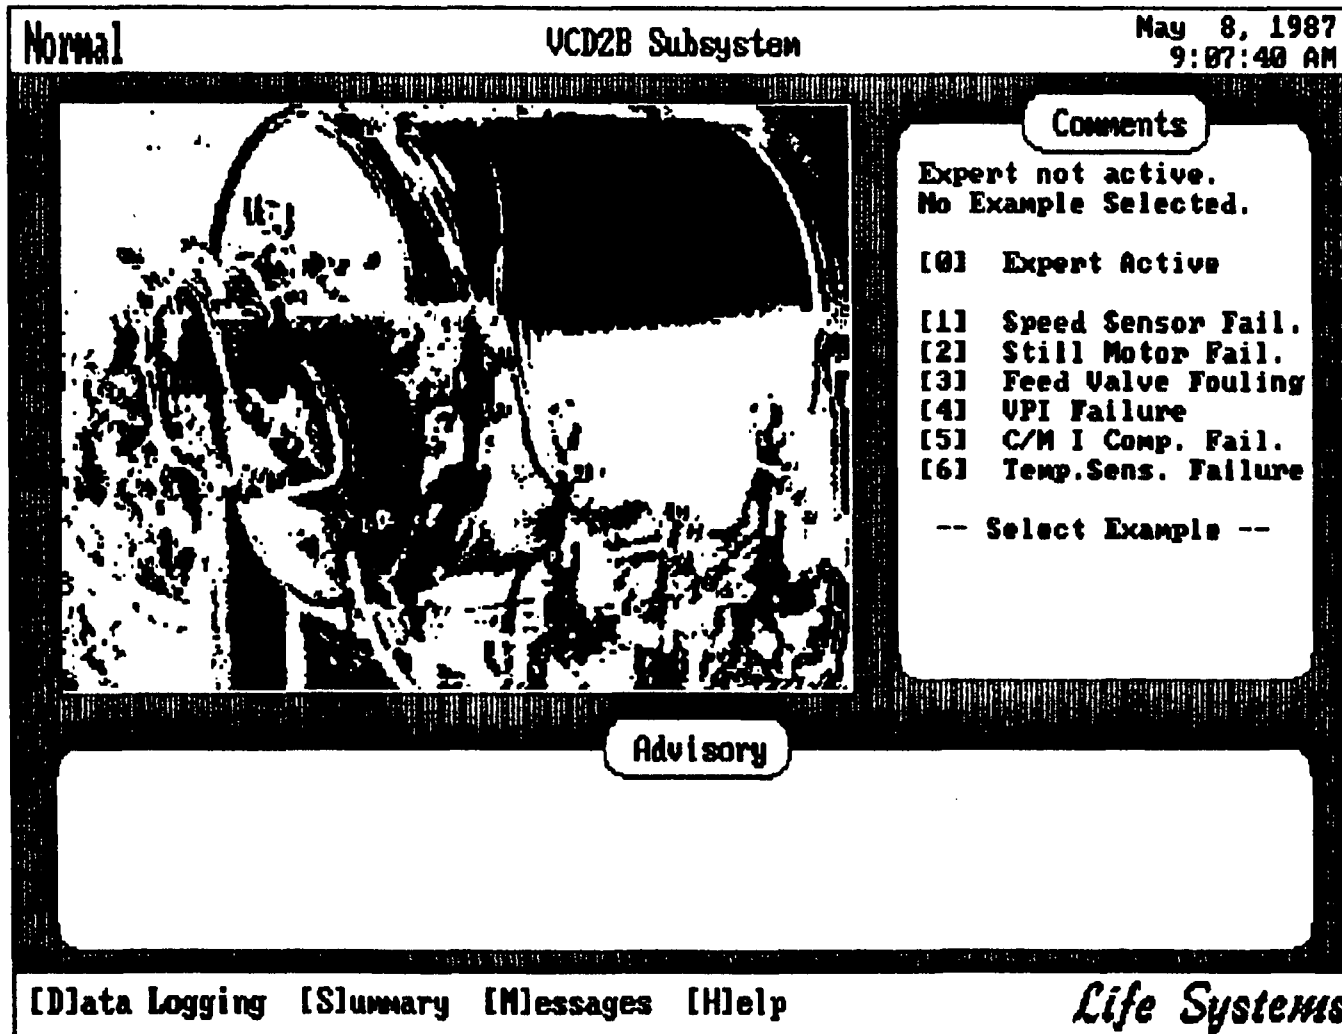 Normal
VCD2B Subsystem
May 8, 1987
9:07:40 AM
Comments
Expert not active.
No Example Selected.
[0] Expert Active
[1] Speed Sensor Fail.
[2] Still Motor Fail.
[3] Feed Valve Fouling
[4] VPI Failure
[5] C/M I Comp. Fail.
[6] Temp.Sens. Failure
-- Select Example --
Advisory
[D]ata Logging [S]ummary [M]essages [H]elp
Life Systems